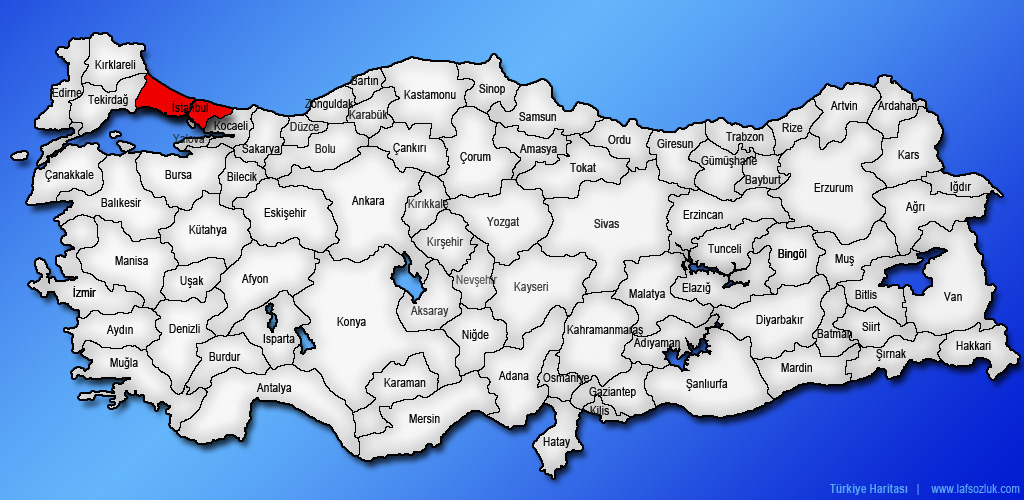 Kırklareli
Edirne
Tekirdağ
İstanbul
Kocaeli
Yalova
Sakarya
Düzce
Bolu
Zonguldak
Bartın
Karabük
Kastamonu
Sinop
Samsun
Çankırı
Çorum
Amasya
Tokat
Ordu
Giresun
Trabzon
Rize
Artvin
Ardahan
Gümüşhane
Bayburt
Kars
Iğdır
Erzurum
Ağrı
Çanakkale
Bursa
Bilecik
Balıkesir
Kütahya
Eskişehir
Ankara
Kırıkkale
Yozgat
Sivas
Erzincan
Kırşehir
Tunceli
Bingöl
Muş
Manisa
Uşak
Afyon
Nevşehir
Kayseri
Malatya
Elazığ
Bitlis
Van
İzmir
Aydın
Denizli
Isparta
Konya
Aksaray
Niğde
Kahramanmaraş
Adıyaman
Diyarbakır
Batman
Siirt
Şırnak
Hakkari
Muğla
Burdur
Antalya
Karaman
Mersin
Adana
Osmaniye
Gaziantep
Kilis
Şanlıurfa
Mardin
Hatay
Türkiye Haritası | www.lafsozluk.com